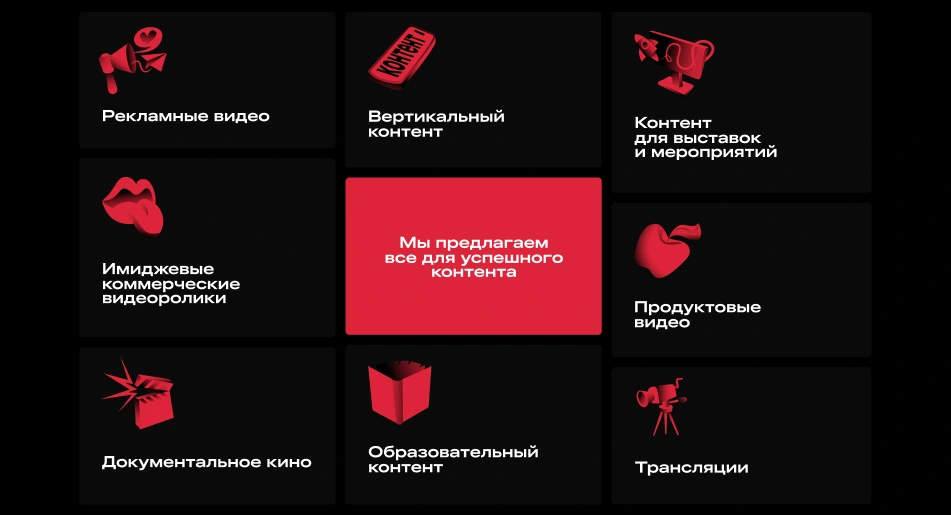 Рекламные видео
КОНТЕНТ
Вертикальный
контент
Контент
для выставок
и мероприятий
Имиджевые
коммерческие
видеоролики
Мы предлагаем
все для успешного
контента
Продуктовые
видео
Документальное кино
Образовательный
контент
Трансляции